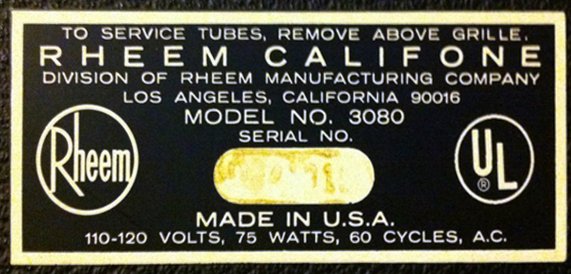 TO SERVICE TUBES, REMOVE ABOVE GRILLE.
RHEEM CALIFONE
DIVISION OF RHEEM MANUFACTURING COMPANY
LOS ANGELES, CALIFORNIA 90016
MODEL NO. 3080
SERIAL NO.
Rheem
UL
®
MADE IN U.S.A.
110-120 VOLTS, 75 WATTS, 60 CYCLES, A.C.